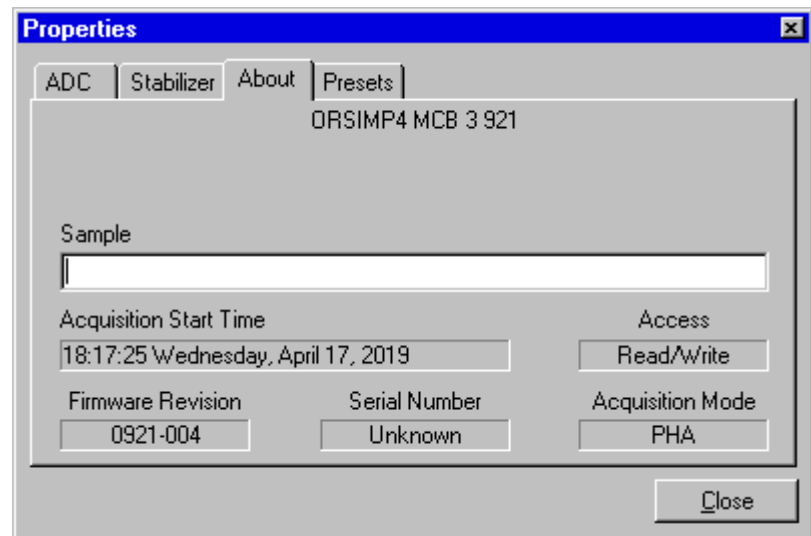 Properties
ADC Stabilizer About Presets
ORSIMP4 MCB 3 921
Sample
Acquisition Start Time Access
18:17:25 Wednesday, April 17, 2019 Read/Write
Firmware Revision Serial Number Acquisition Mode
0921-004 Unknown PHA
Close